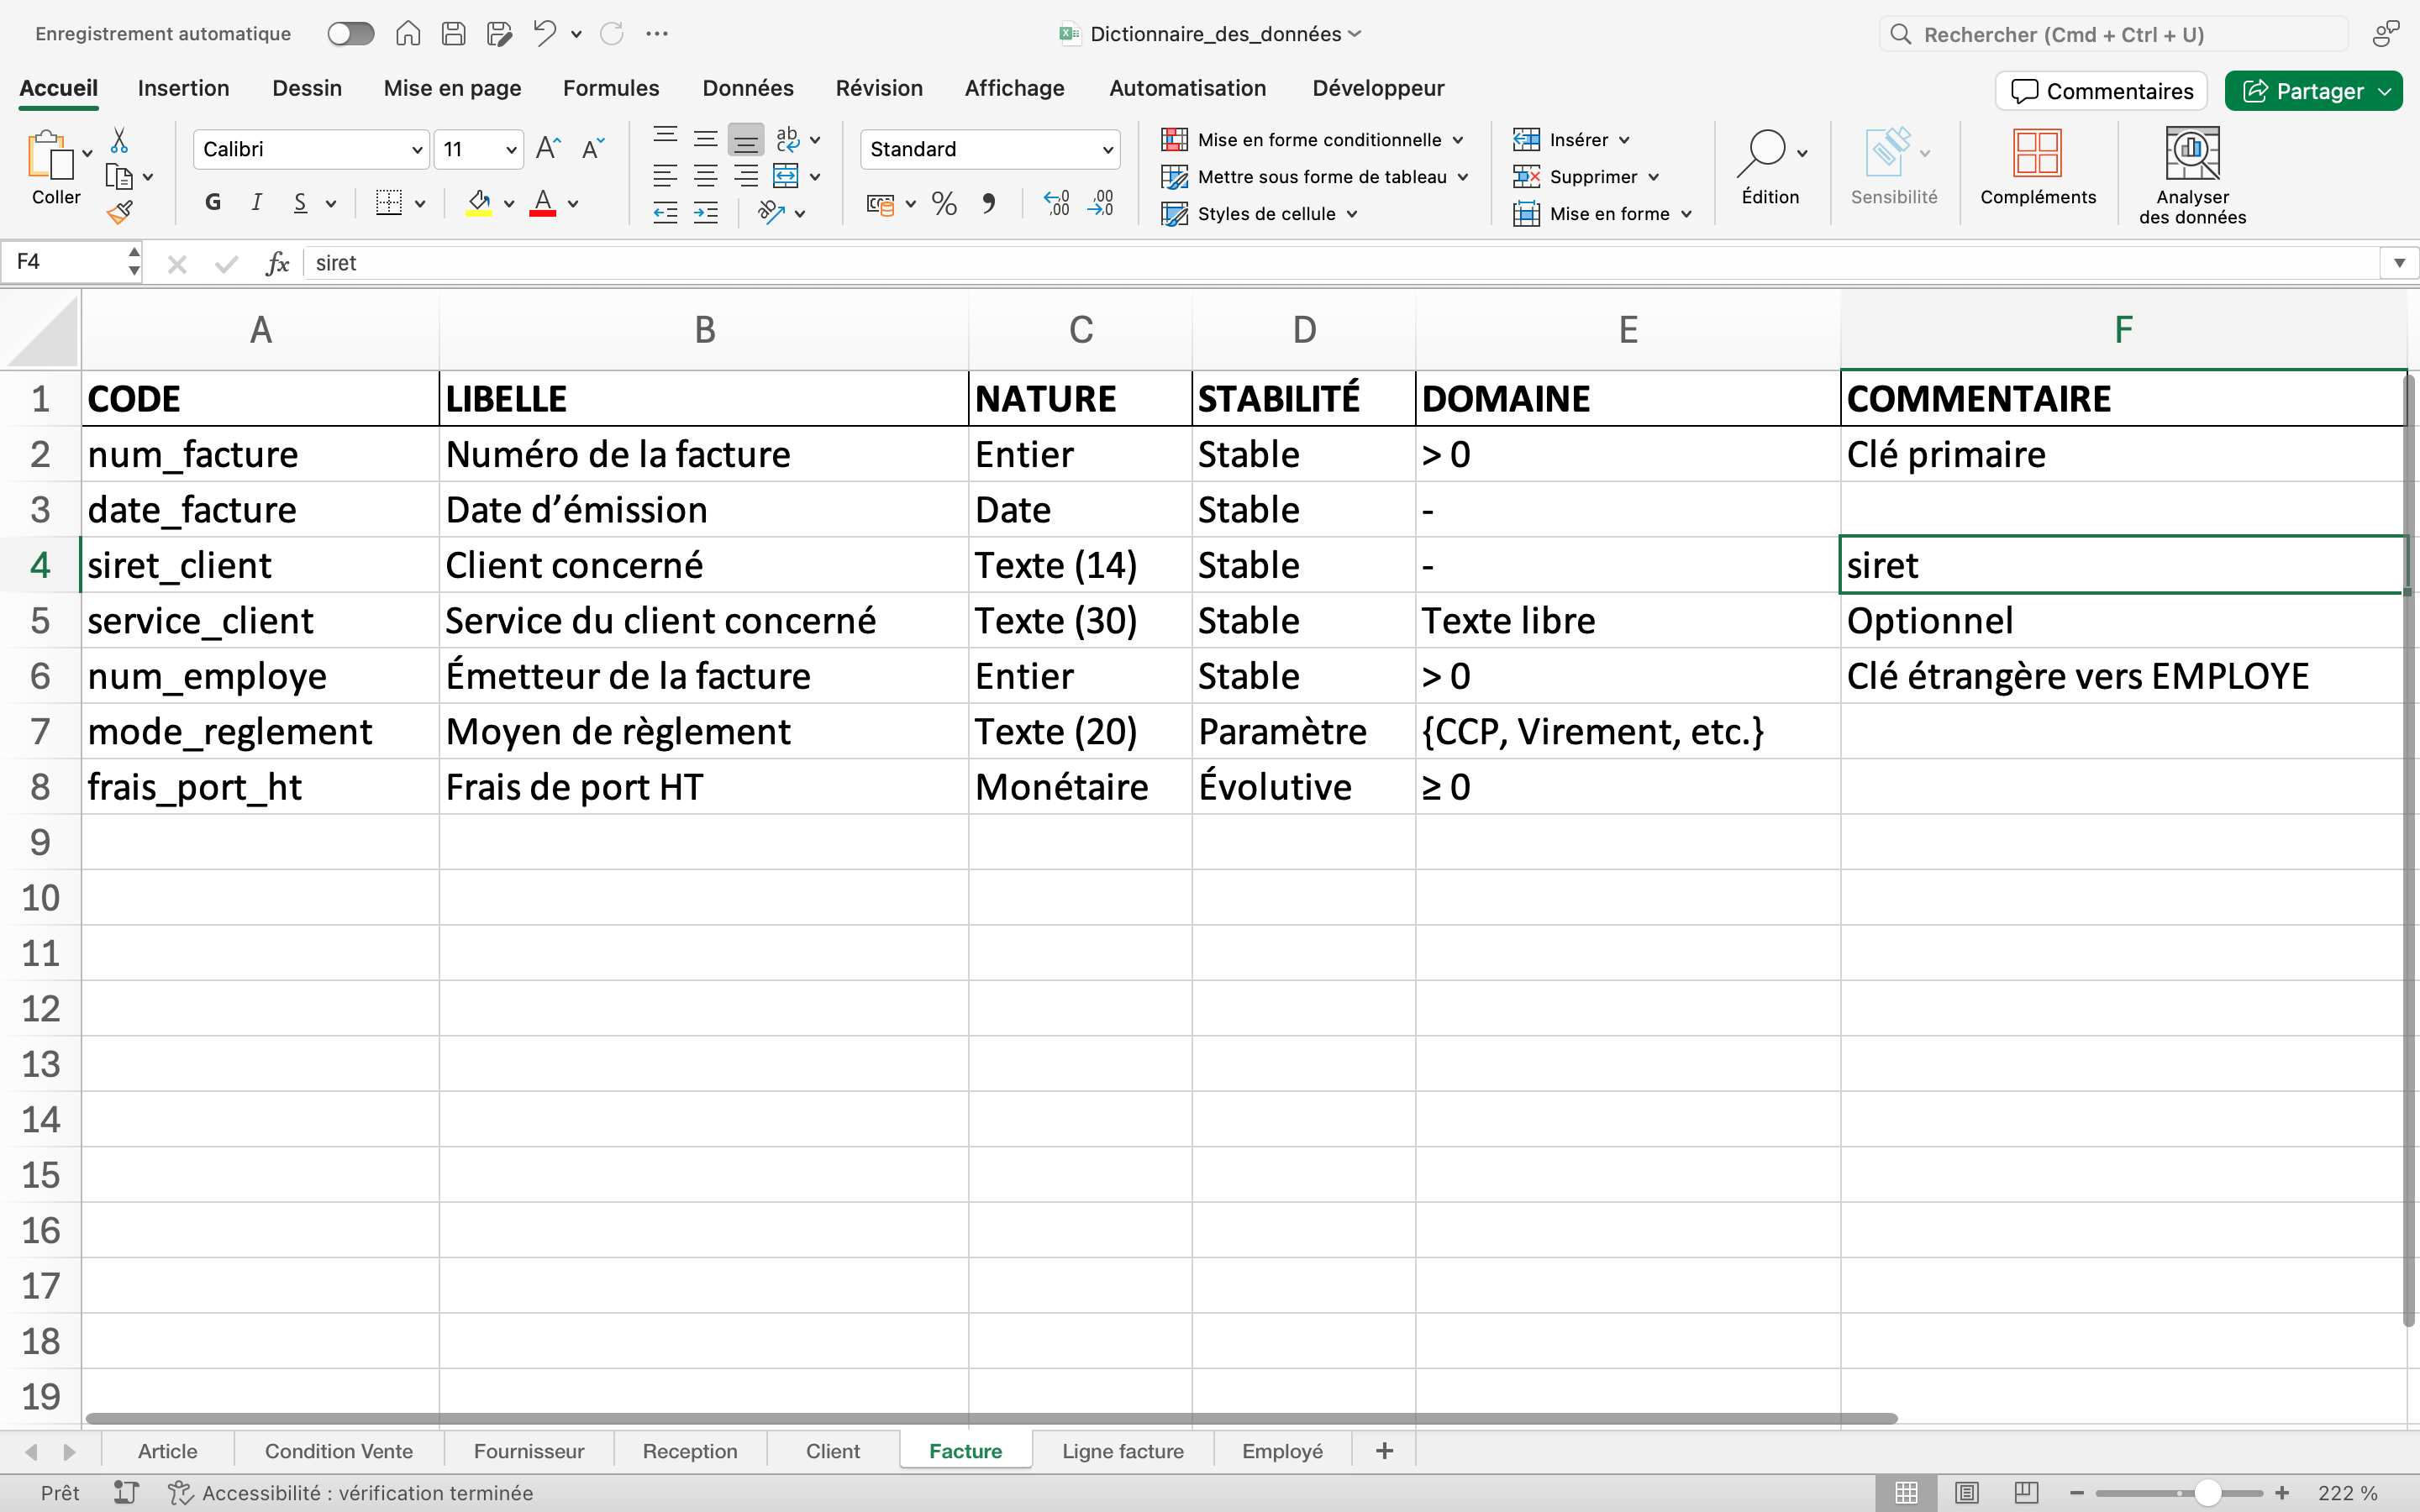 Enregistrement automatique
Dictionnaire_des_données
Rechercher (Cmd + Ctrl + U)
Accueil Insertion Dessin Mise en page Formules Données Révision Affichage Automatisation Développeur
Commentaires Partager
Coller
Calibri 11
G I S
Standard
Mise en forme conditionnelle
Mettre sous forme de tableau
Styles de cellule
Insérer
Supprimer
Mise en forme
Édition
Sensibilité
Compléments
Analyser
des données
F4 fx siret
A B C D E F
1 CODE LIBELLE NATURE STABILITÉ DOMAINE COMMENTAIRE
2 num_facture Numéro de la facture Entier Stable > 0 Clé primaire
3 date_facture Date d’émission Date Stable -
4 siret_client Client concerné Texte (14) Stable - siret
5 service_client Service du client concerné Texte (30) Stable Texte libre Optionnel
6 num_employe Émetteur de la facture Entier Stable > 0 Clé étrangère vers EMPLOYE
7 mode_reglement Moyen de règlement Texte (20) Paramètre {CCP, Virement, etc.}
8 frais_port_ht Frais de port HT Monétaire Évolutive ≥ 0
9
10
11
12
13
14
15
16
17
18
19
Article Condition Vente Fournisseur Reception Client Facture Ligne facture Employé +
Prêt Accessibilité : vérification terminée 222 %